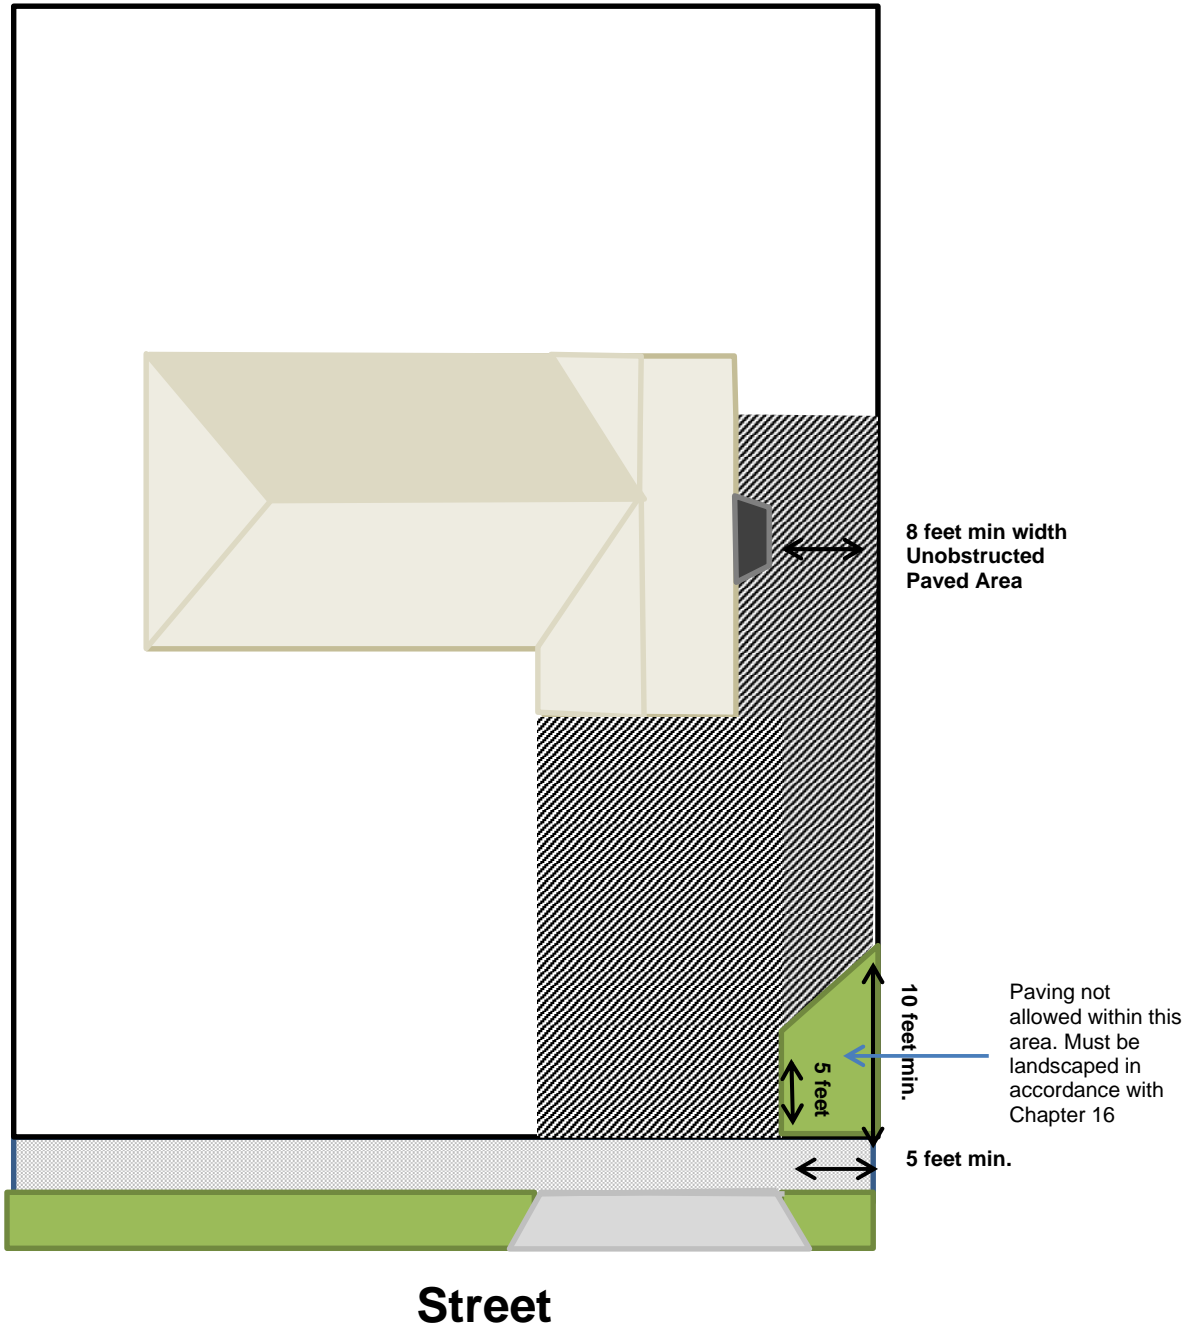 8 feet min width
Unobstructed
Paved Area
10 feet min.
5 feet
Paving not
allowed within this
area. Must be
landscaped in
accordance with
Chapter 16
5 feet min.
Street